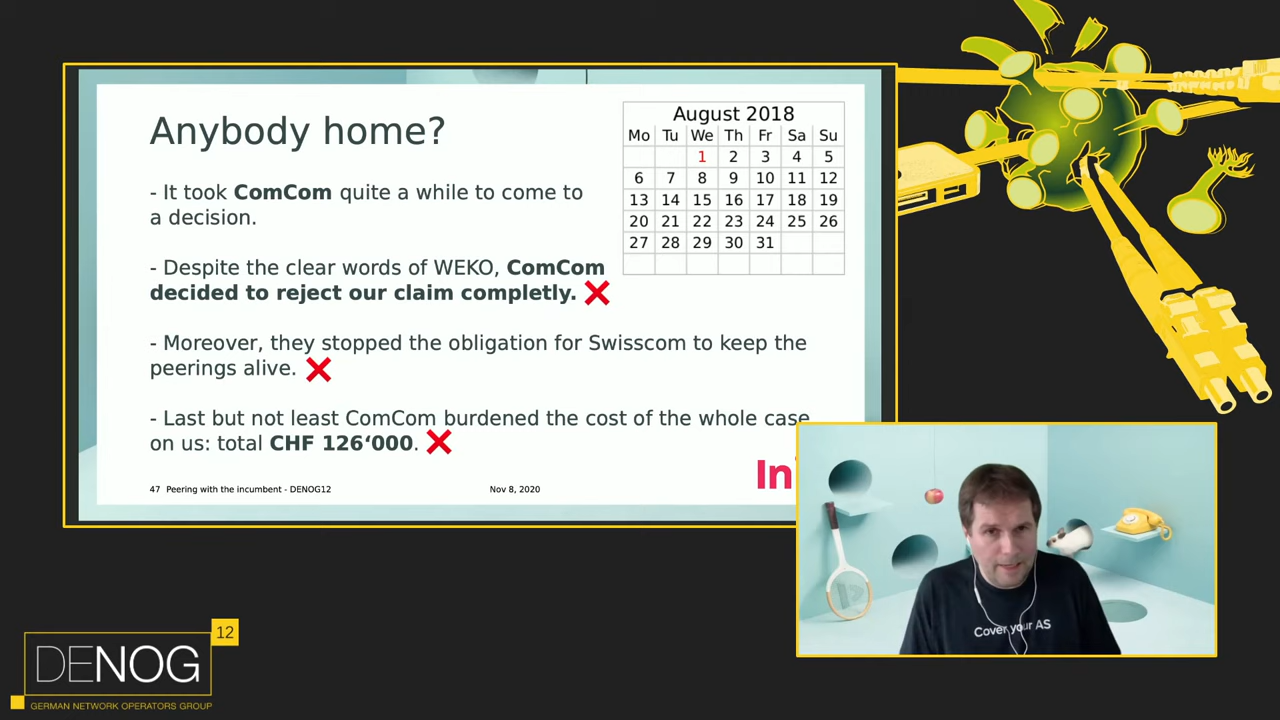 Anybody home?
- It took ComCom quite a while to come to
a decision.
- Despite the clear words of WEKO, ComCom
decided to reject our claim completly.
- Moreover, they stopped the obligation for Swisscom to keep the
peerings alive.
- Last but not least ComCom burdened the cost of the whole case
on us: total CHF 126‘000.
August 2018
Mo Tu We Th Fr Sa Su
1 2 3 4 5
6 7 8 9 10 11 12
13 14 15 16 17 18 19
20 21 22 23 24 25 26
27 28 29 30 31
47 Peering with the incumbent - DENOG12
Nov 8, 2020
In
Cover your AS
DENOG
12
GERMAN NETWORK OPERATORS GROUP